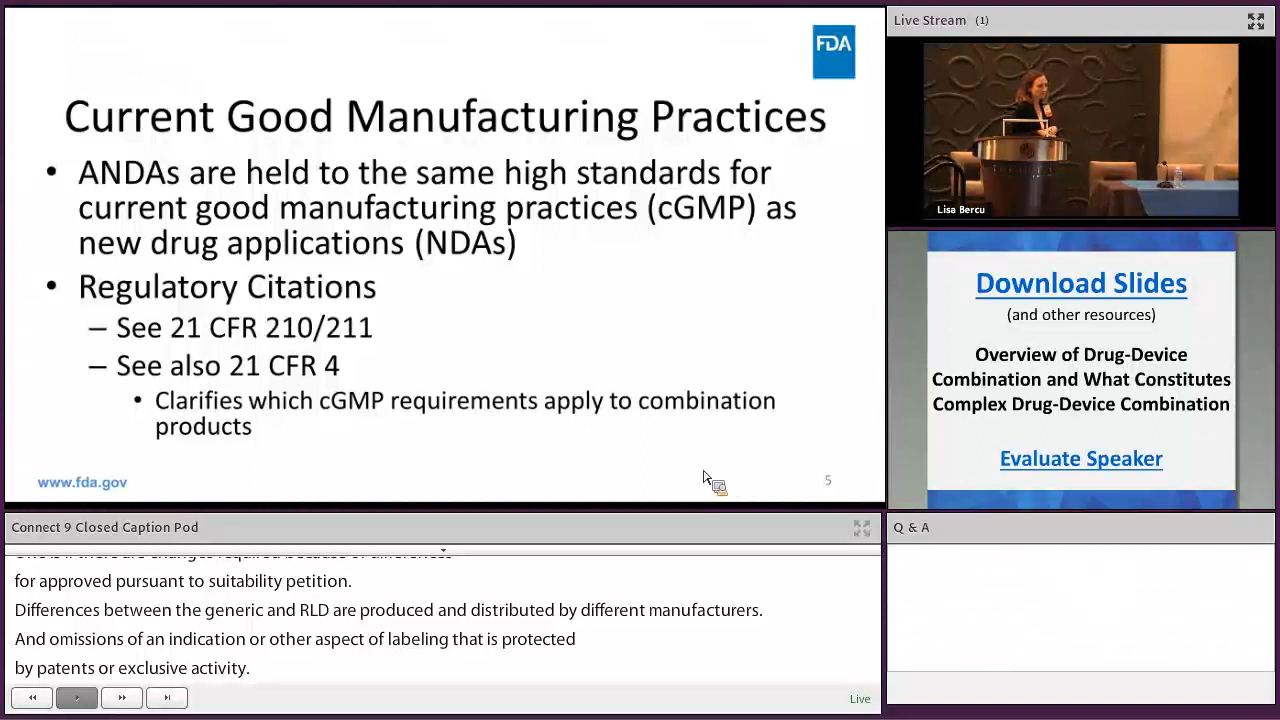 FDA
Current Good Manufacturing Practices
• ANDAs are held to the same high standards for
current good manufacturing practices (cGMP) as
new drug applications (NDAs)
• Regulatory Citations
– See 21 CFR 210/211
– See also 21 CFR 4
• Clarifies which cGMP requirements apply to combination
products
www.fda.gov
5
Live Stream (1)
Lisa Bercu
Download Slides
(and other resources)
Overview of Drug-Device
Combination and What Constitutes
Complex Drug-Device Combination
Evaluate Speaker
Connect 9 Closed Caption Pod
for approved pursuant to suitability petition.
Differences between the generic and RLD are produced and distributed by different manufacturers.
And omissions of an indication or other aspect of labeling that is protected
by patents or exclusive activity.
Live
Q & A